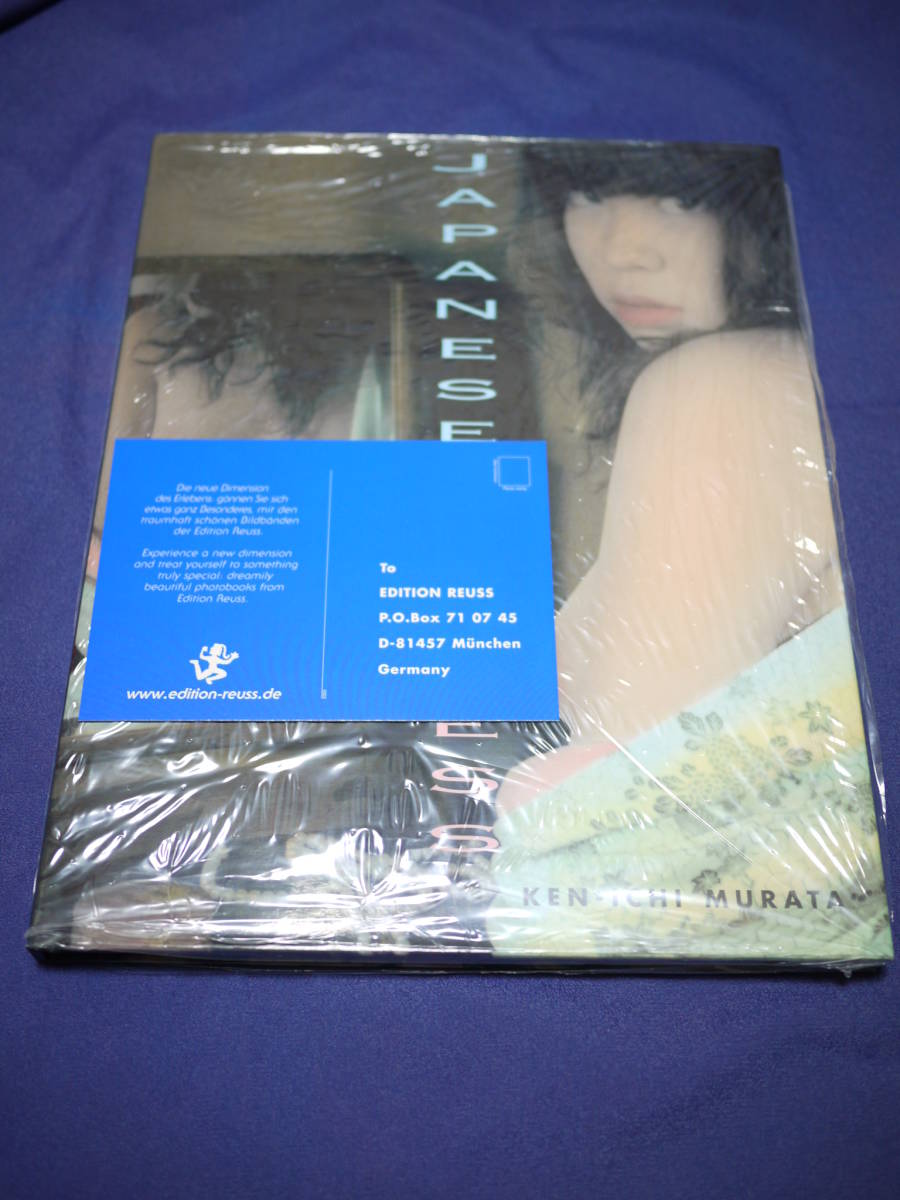 JAPANESE
ESS
KEN-ICHI MURATA
Die neue Dimension
des Erlebens: gönnen Sie sich
etwas ganz Besonderes, mit den
traumhaft schönen Bildbänden
der Edition Reuss.
Experience a new dimension
and treat yourself to something
truly special: dreamily
beautiful photobooks from
Edition Reuss.
www.edition-reuss.de
To
EDITION REUSS
P.O.Box 71 07 45
D-81457 München
Germany